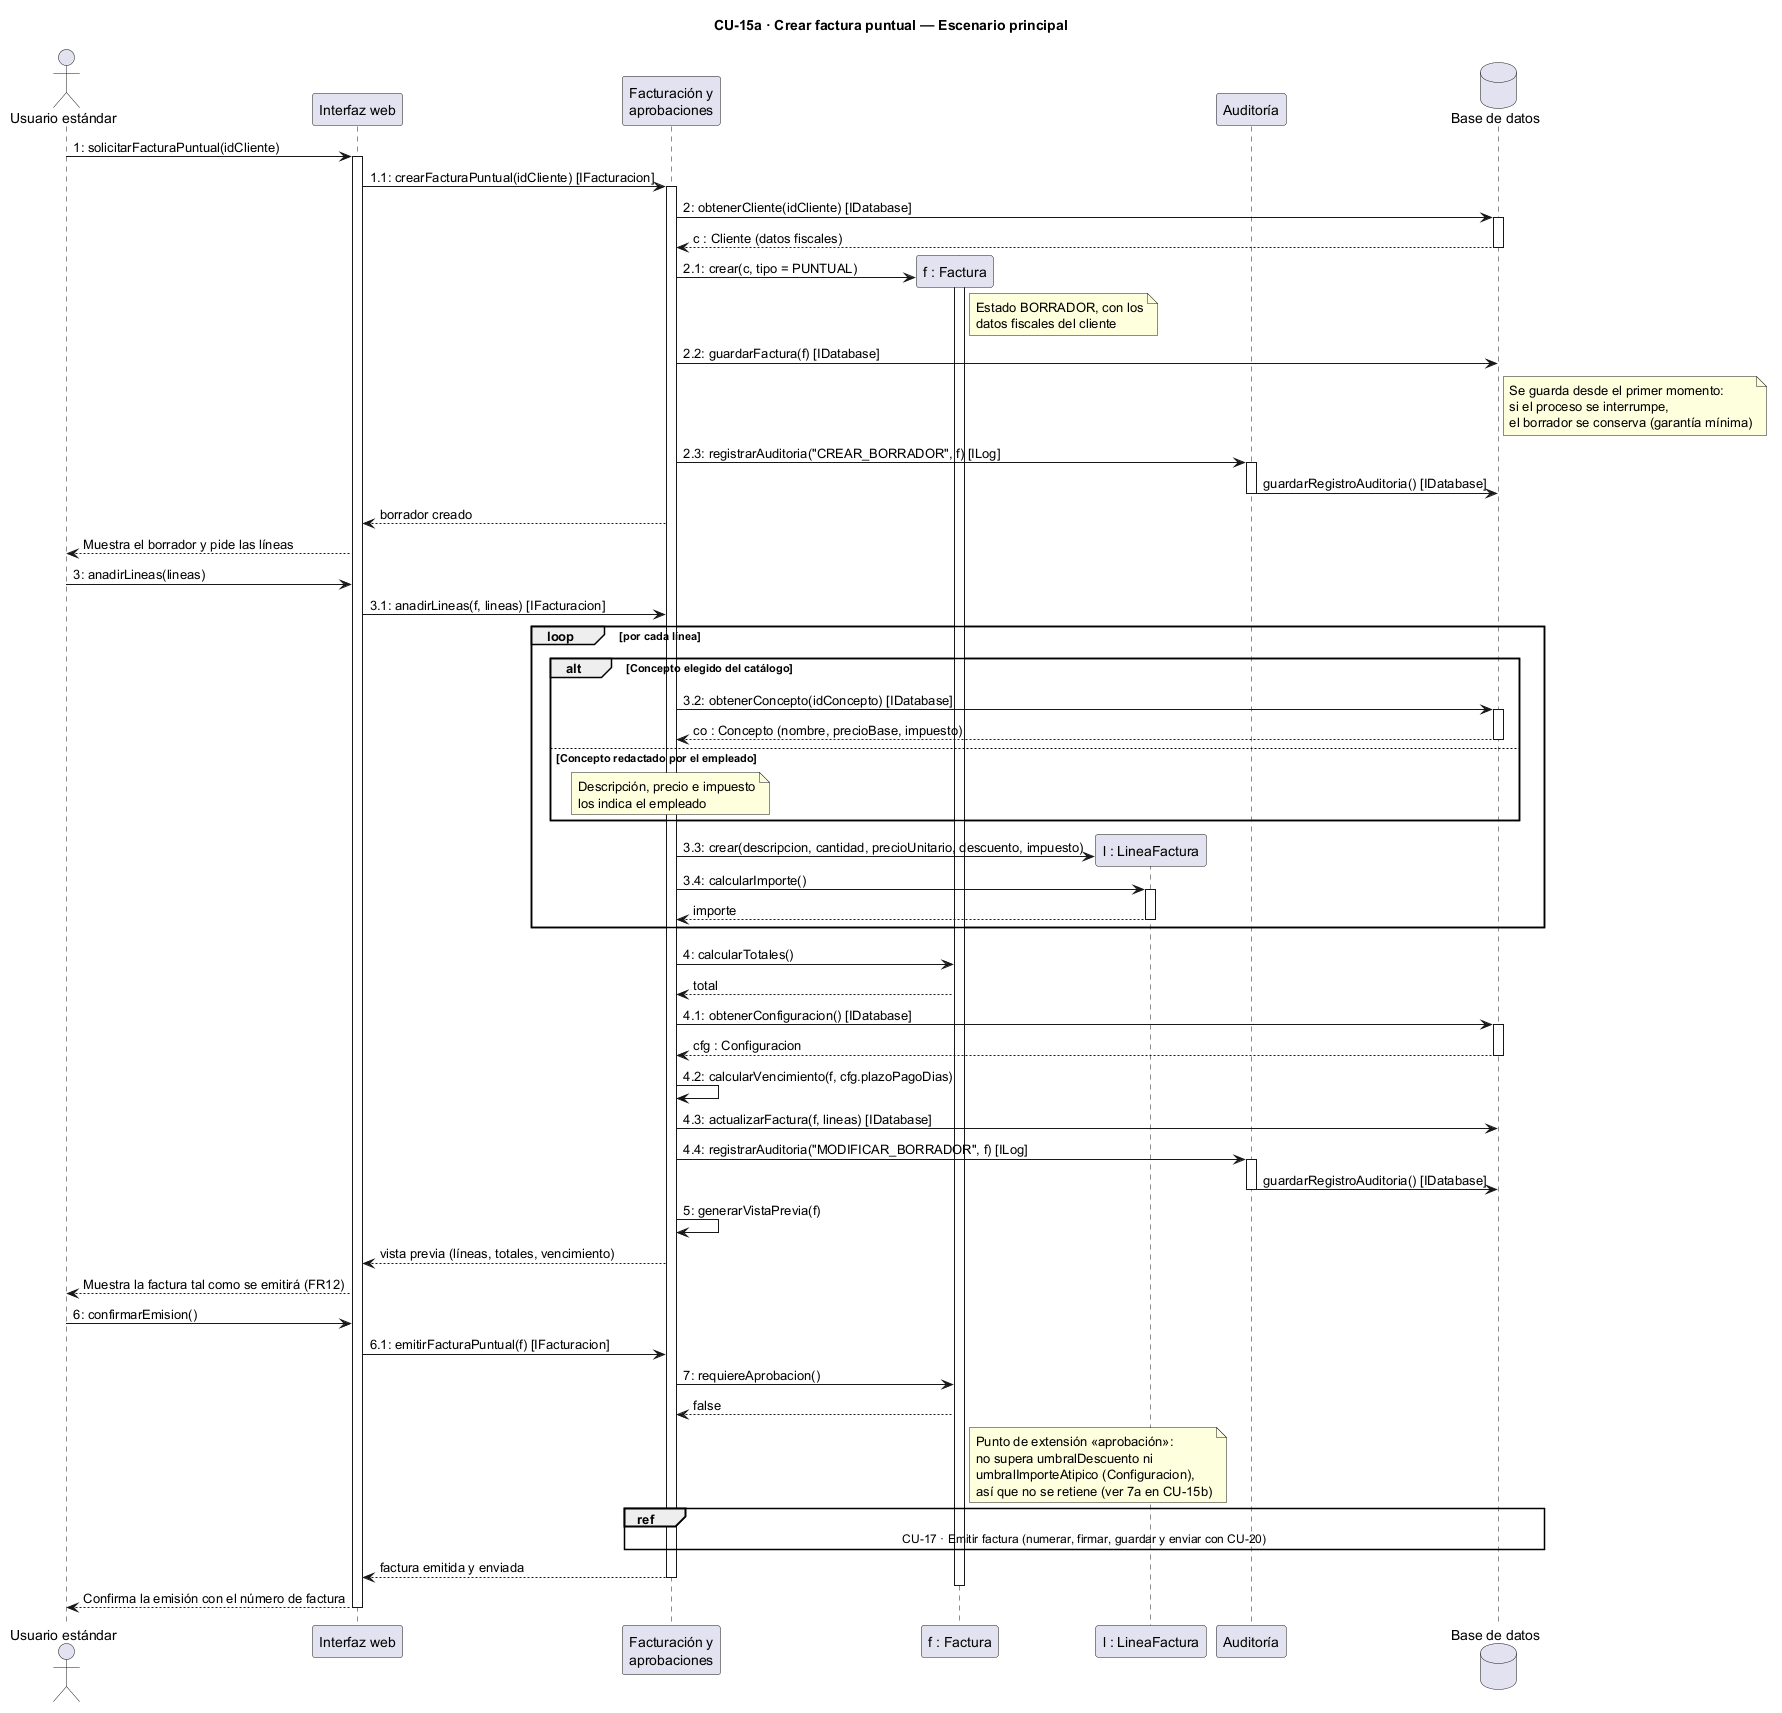 CU-15a · Crear factura puntual — Escenario principal
Usuario estándar
Interfaz web
Facturación y
aprobaciones
Auditoría
Base de datos
1: solicitarFacturaPuntual(idCliente)
1.1: crearFacturaPuntual(idCliente) [IFacturacion]
2: obtenerCliente(idCliente) [IDatabase]
c : Cliente (datos fiscales)
2.1: crear(c, tipo = PUNTUAL)
f : Factura
Estado BORRADOR, con los
datos fiscales del cliente
2.2: guardarFactura(f) [IDatabase]
Se guarda desde el primer momento:
si el proceso se interrumpe,
el borrador se conserva (garantía mínima)
2.3: registrarAuditoria("CREAR_BORRADOR", f) [ILog]
guardarRegistroAuditoria() [IDatabase]
borrador creado
Muestra el borrador y pide las líneas
3: anadirLineas(lineas)
3.1: anadirLineas(f, lineas) [IFacturacion]
loop [por cada línea]
alt [Concepto elegido del catálogo]
3.2: obtenerConcepto(idConcepto) [IDatabase]
co : Concepto (nombre, precioBase, impuesto)
[Concepto redactado por el empleado]
Descripción, precio e impuesto
los indica el empleado
3.3: crear(descripcion, cantidad, precioUnitario, descuento, impuesto)
l : LineaFactura
3.4: calcularImporte()
importe
4: calcularTotales()
total
4.1: obtenerConfiguracion() [IDatabase]
cfg : Configuracion
4.2: calcularVencimiento(f, cfg.plazoPagoDias)
4.3: actualizarFactura(f, lineas) [IDatabase]
4.4: registrarAuditoria("MODIFICAR_BORRADOR", f) [ILog]
guardarRegistroAuditoria() [IDatabase]
5: generarVistaPrevia(f)
vista previa (líneas, totales, vencimiento)
Muestra la factura tal como se emitirá (FR12)
6: confirmarEmision()
6.1: emitirFacturaPuntual(f) [IFacturacion]
7: requiereAprobacion()
false
Punto de extensión «aprobación»:
no supera umbralDescuento ni
umbralImporteAtipico (Configuracion),
así que no se retiene (ver 7a en CU-15b)
ref
CU-17 · Emitir factura (numerar, firmar, guardar y enviar con CU-20)
factura emitida y enviada
Confirma la emisión con el número de factura
Usuario estándar
Interfaz web
Facturación y
aprobaciones
f : Factura
l : LineaFactura
Auditoría
Base de datos